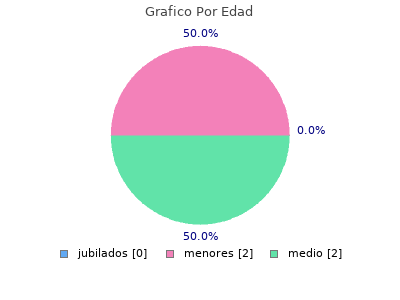 Grafico Por Edad
50.0%
0.0%
50.0%
jubilados [0] menores [2] medio [2]